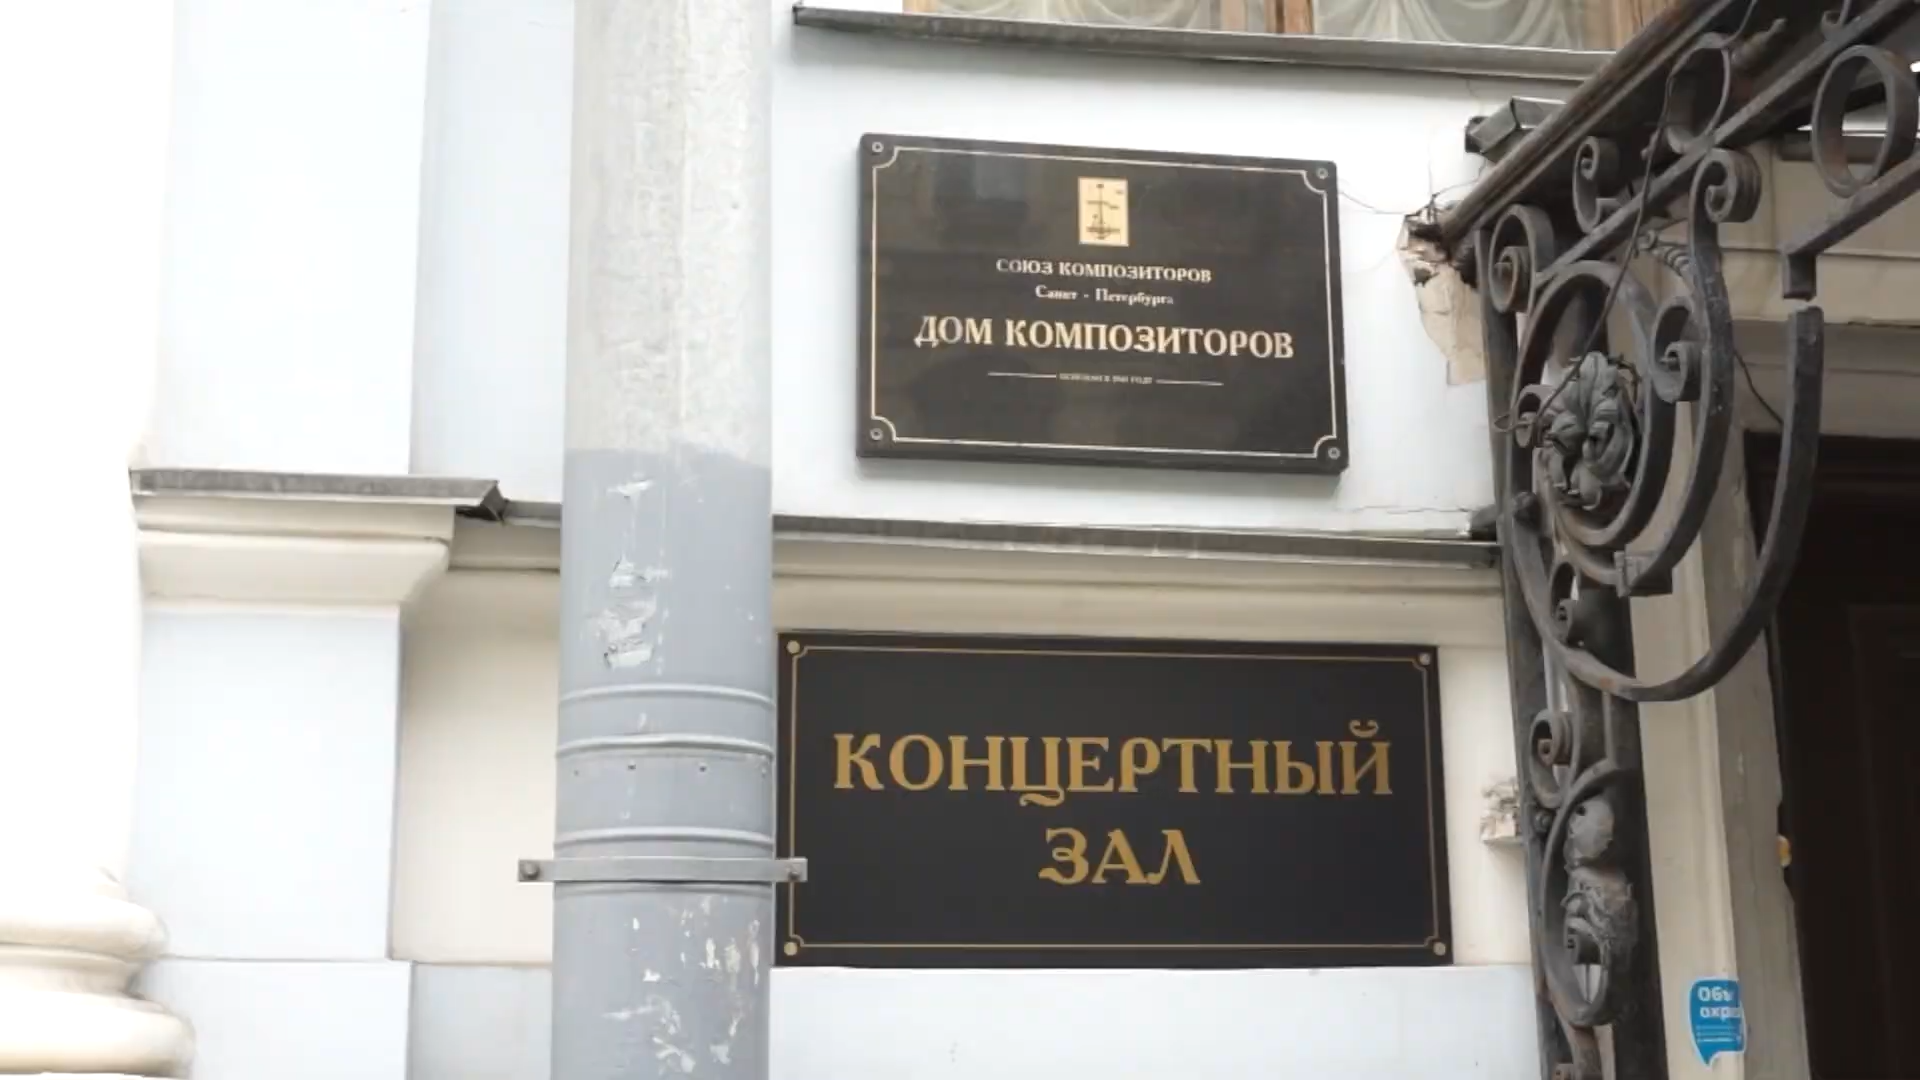 СОЮЗ КОМПОЗИТОРОВ
Санкт - Петербурга
ДОМ КОМПОЗИТОРОВ
КОНЦЕРТНЫЙ
ЗАЛ